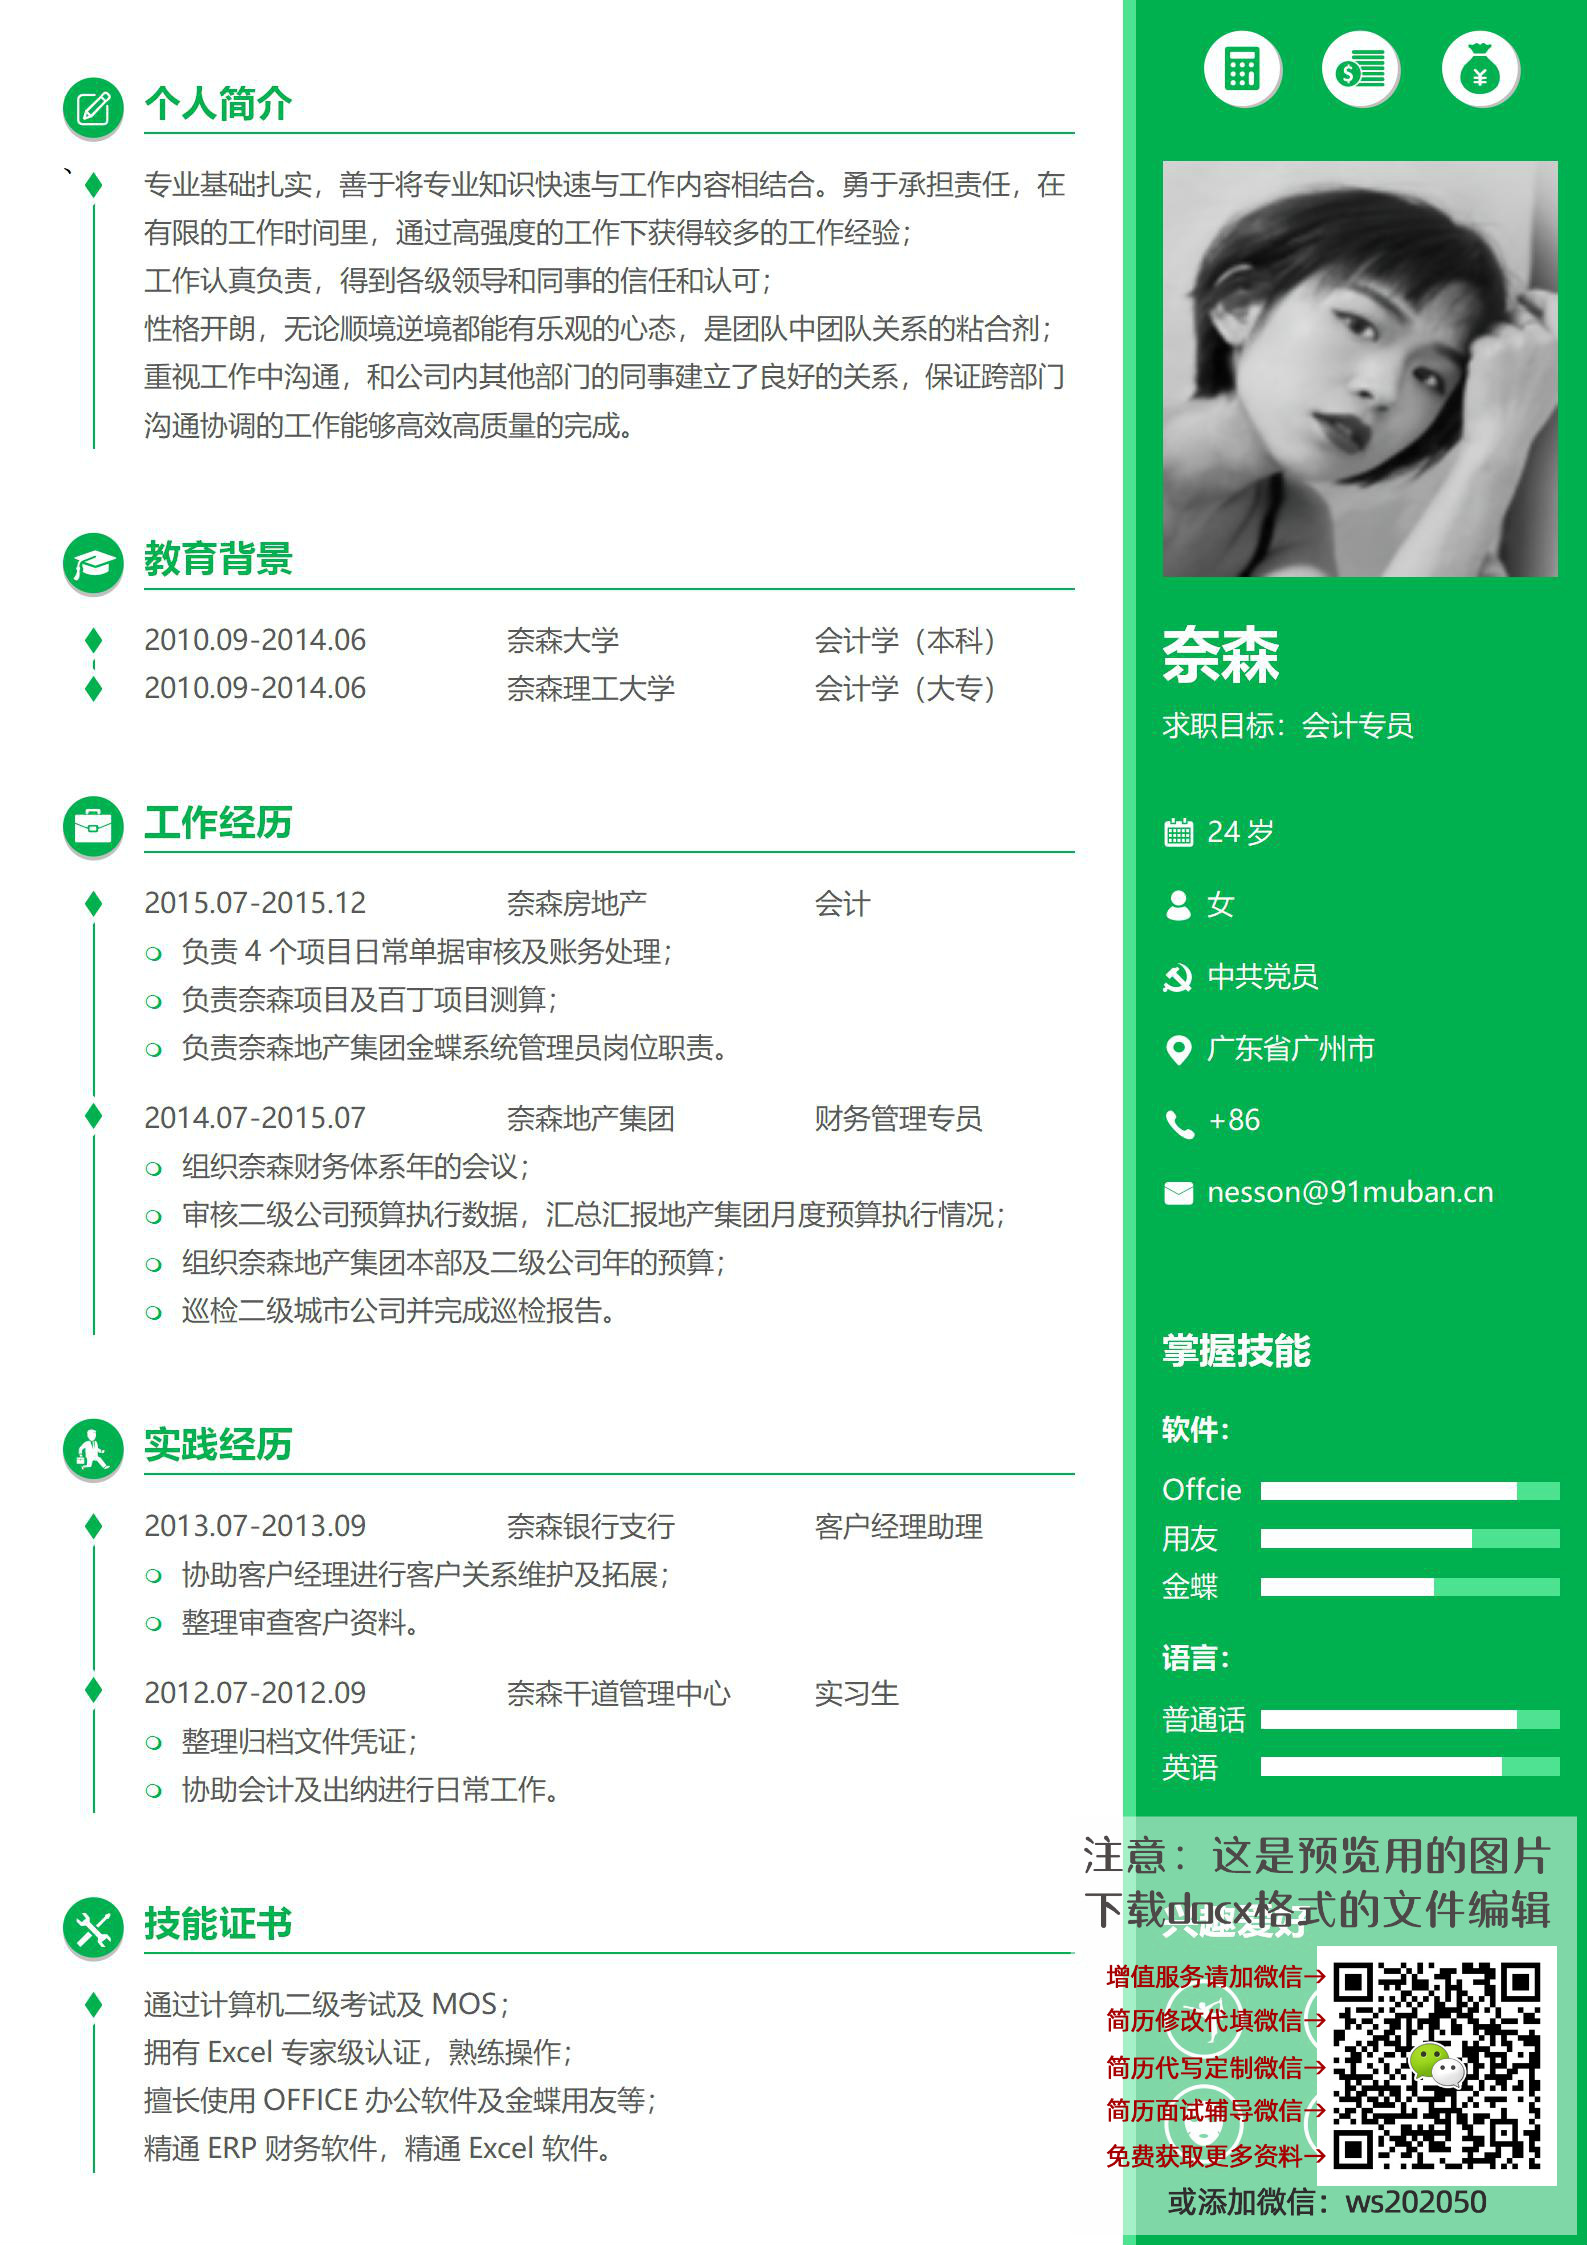 个人简介
、
专业基础扎实，善于将专业知识快速与工作内容相结合。勇于承担责任，在
有限的工作时间里，通过高强度的工作下获得较多的工作经验；
工作认真负责，得到各级领导和同事的信任和认可；
性格开朗，无论顺境逆境都能有乐观的心态，是团队中团队关系的粘合剂；
重视工作中沟通，和公司内其他部门的同事建立了良好的关系，保证跨部门
沟通协调的工作能够高效高质量的完成。
教育背景
2010.09-2014.06 奈森大学 会计学（本科）
2010.09-2014.06 奈森理工大学 会计学（大专）
工作经历
2015.07-2015.12 奈森房地产 会计
负责 4 个项目日常单据审核及账务处理；
负责奈森项目及百丁项目测算；
负责奈森地产集团金蝶系统管理员岗位职责。
2014.07-2015.07 奈森地产集团 财务管理专员
组织奈森财务体系年的会议；
审核二级公司预算执行数据，汇总汇报地产集团月度预算执行情况；
组织奈森地产集团本部及二级公司年的预算；
巡检二级城市公司并完成巡检报告。
实践经历
2013.07-2013.09 奈森银行支行 客户经理助理
协助客户经理进行客户关系维护及拓展；
整理审查客户资料。
2012.07-2012.09 奈森干道管理中心 实习生
整理归档文件凭证；
协助会计及出纳进行日常工作。
技能证书
通过计算机二级考试及 MOS；
拥有 Excel 专家级认证，熟练操作；
擅长使用 OFFICE 办公软件及金蝶用友等；
精通 ERP 财务软件，精通 Excel 软件。
奈森
求职目标：会计专员
24 岁
女
中共党员
广东省广州市
+86
nesson@91muban.cn
掌握技能
软件：
Offcie
用友
金蝶
语言：
普通话
英语
兴趣爱好
注意：这是预览用的图片
下载docx格式的文件编辑
增值服务请加微信→
简历修改代填微信→
简历代写定制微信→
简历面试辅导微信→
免费获取更多资料→
或添加微信：ws202050